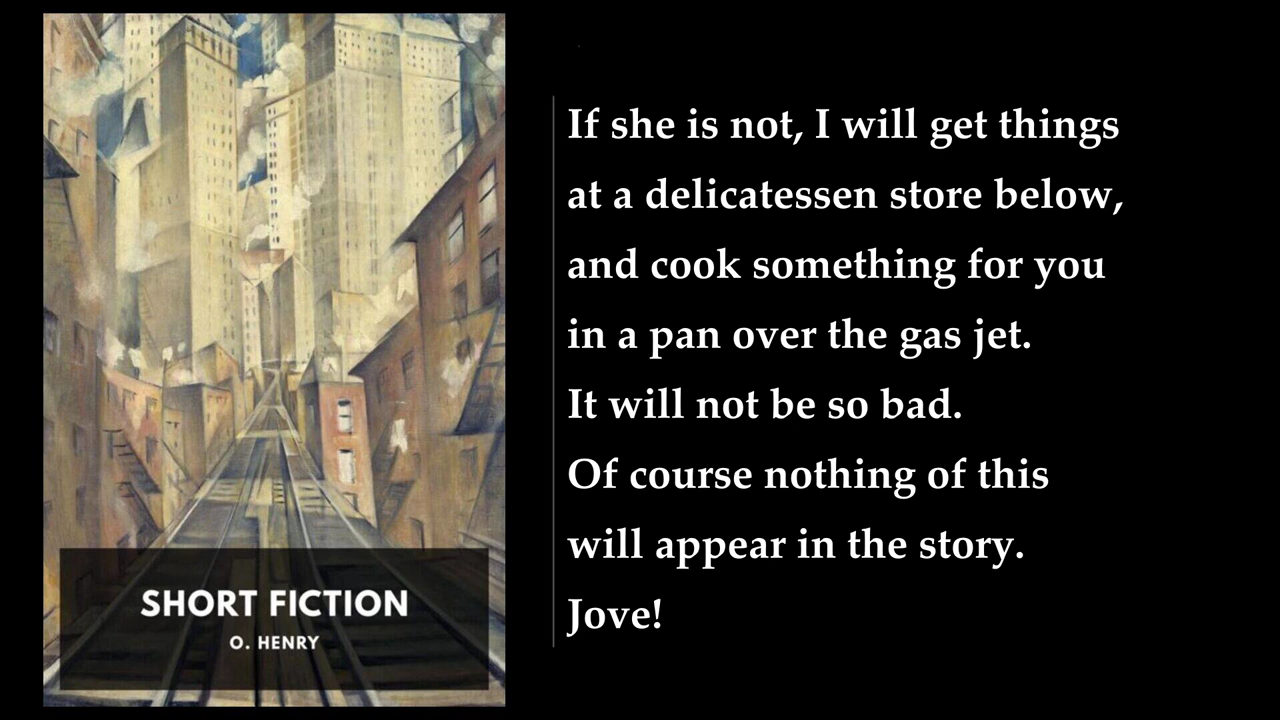 SHORT FICTION
O. HENRY
If she is not, I will get things
at a delicatessen store below,
and cook something for you
in a pan over the gas jet.
It will not be so bad.
Of course nothing of this
will appear in the story.
Jove!